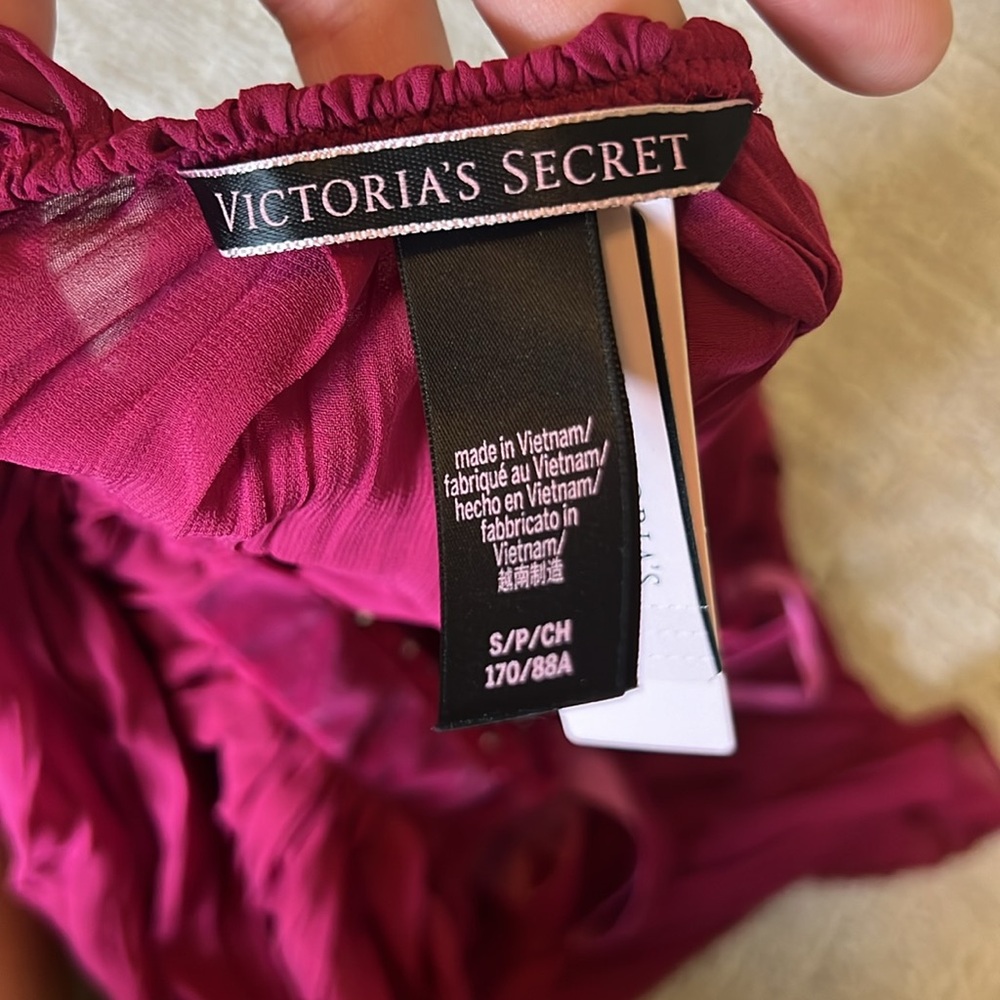 VICTORIA'S SECRET
made in Vietnam/
fabriqué au Vietnam/
hecho en Vietnam/
fabbricato in
Vietnam/
越南制造
S/P/CH
170/88A